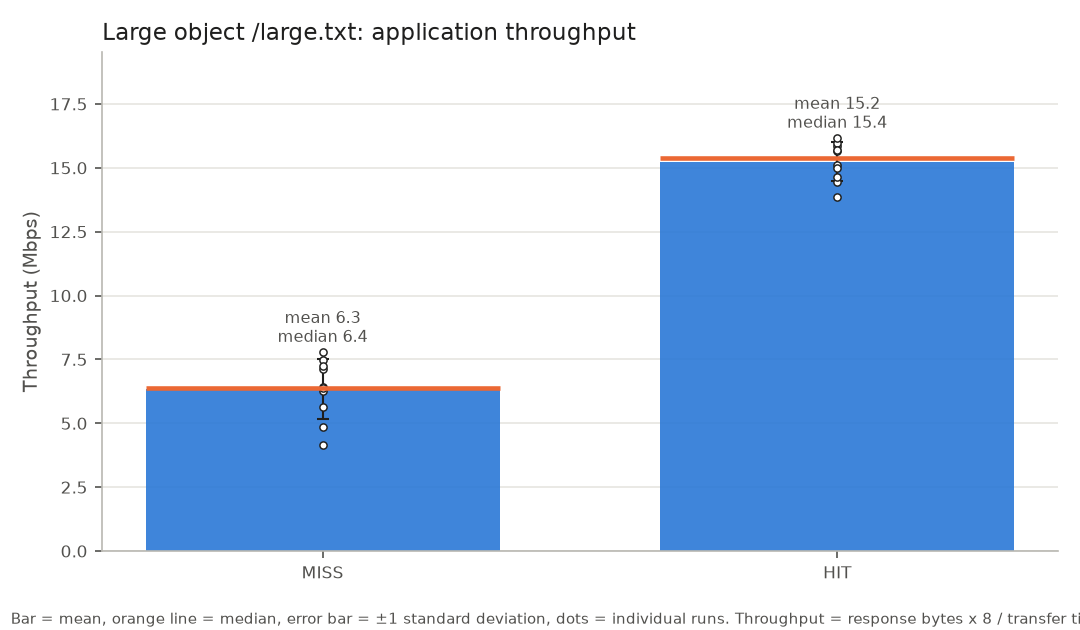 Large object /large.txt: application throughput
17.5
15.0
12.5
10.0
7.5
5.0
2.5
0.0
Throughput (Mbps)
mean 15.2
median 15.4
mean 6.3
median 6.4
MISS
HIT
Bar = mean, orange line = median, error bar = ±1 standard deviation, dots = individual runs. Throughput = response bytes x 8 / transfer